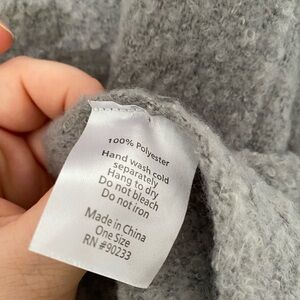 100% Polyester
Hand wash cold
separately
Hang to dry
Do not bleach
Do not iron
Made in China
One Size
RN #90233